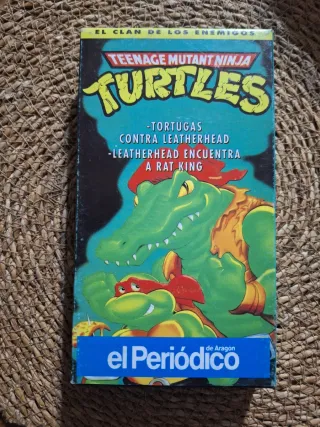 EL CLAN DE LOS ENEMIGOS
TEENAGE MUTANT NINJA
TURTLES
-TORTUGAS
CONTRA LEATHERHEAD
-LEATHERHEAD ENCUENTRA
A RAT KING
el Periódico
de Aragón